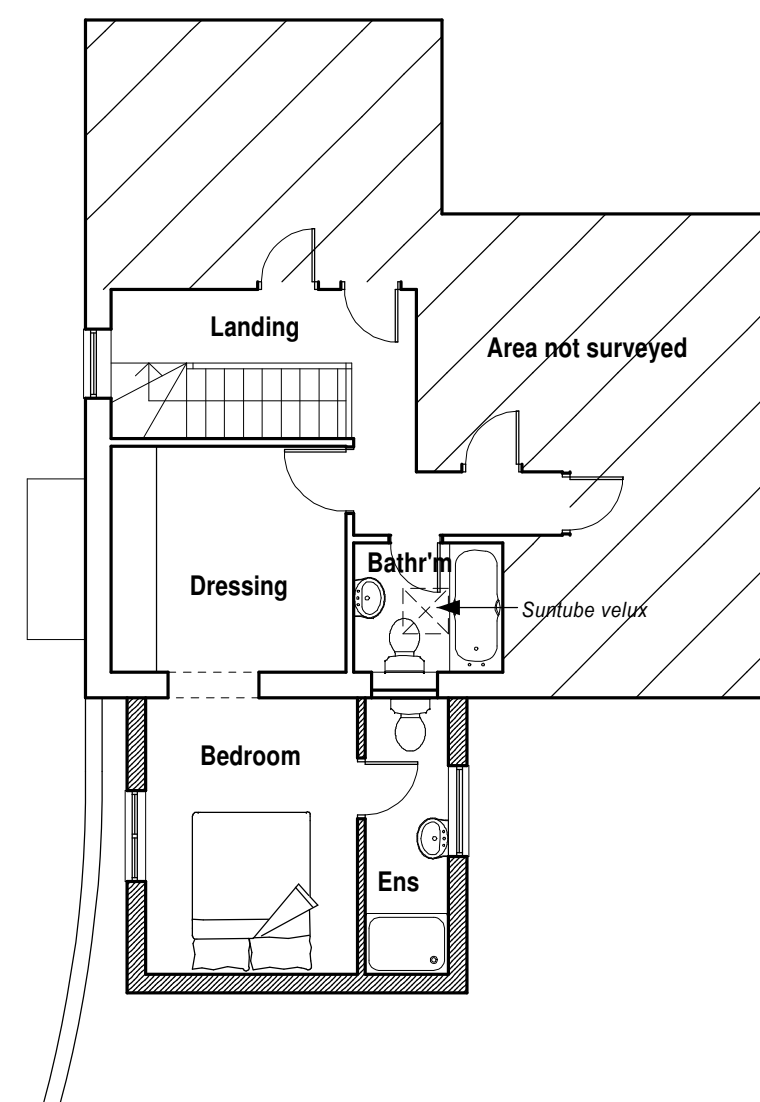 Landing
Area not surveyed
Bathr'm
Dressing
Suntube velux
Bedroom
Ens